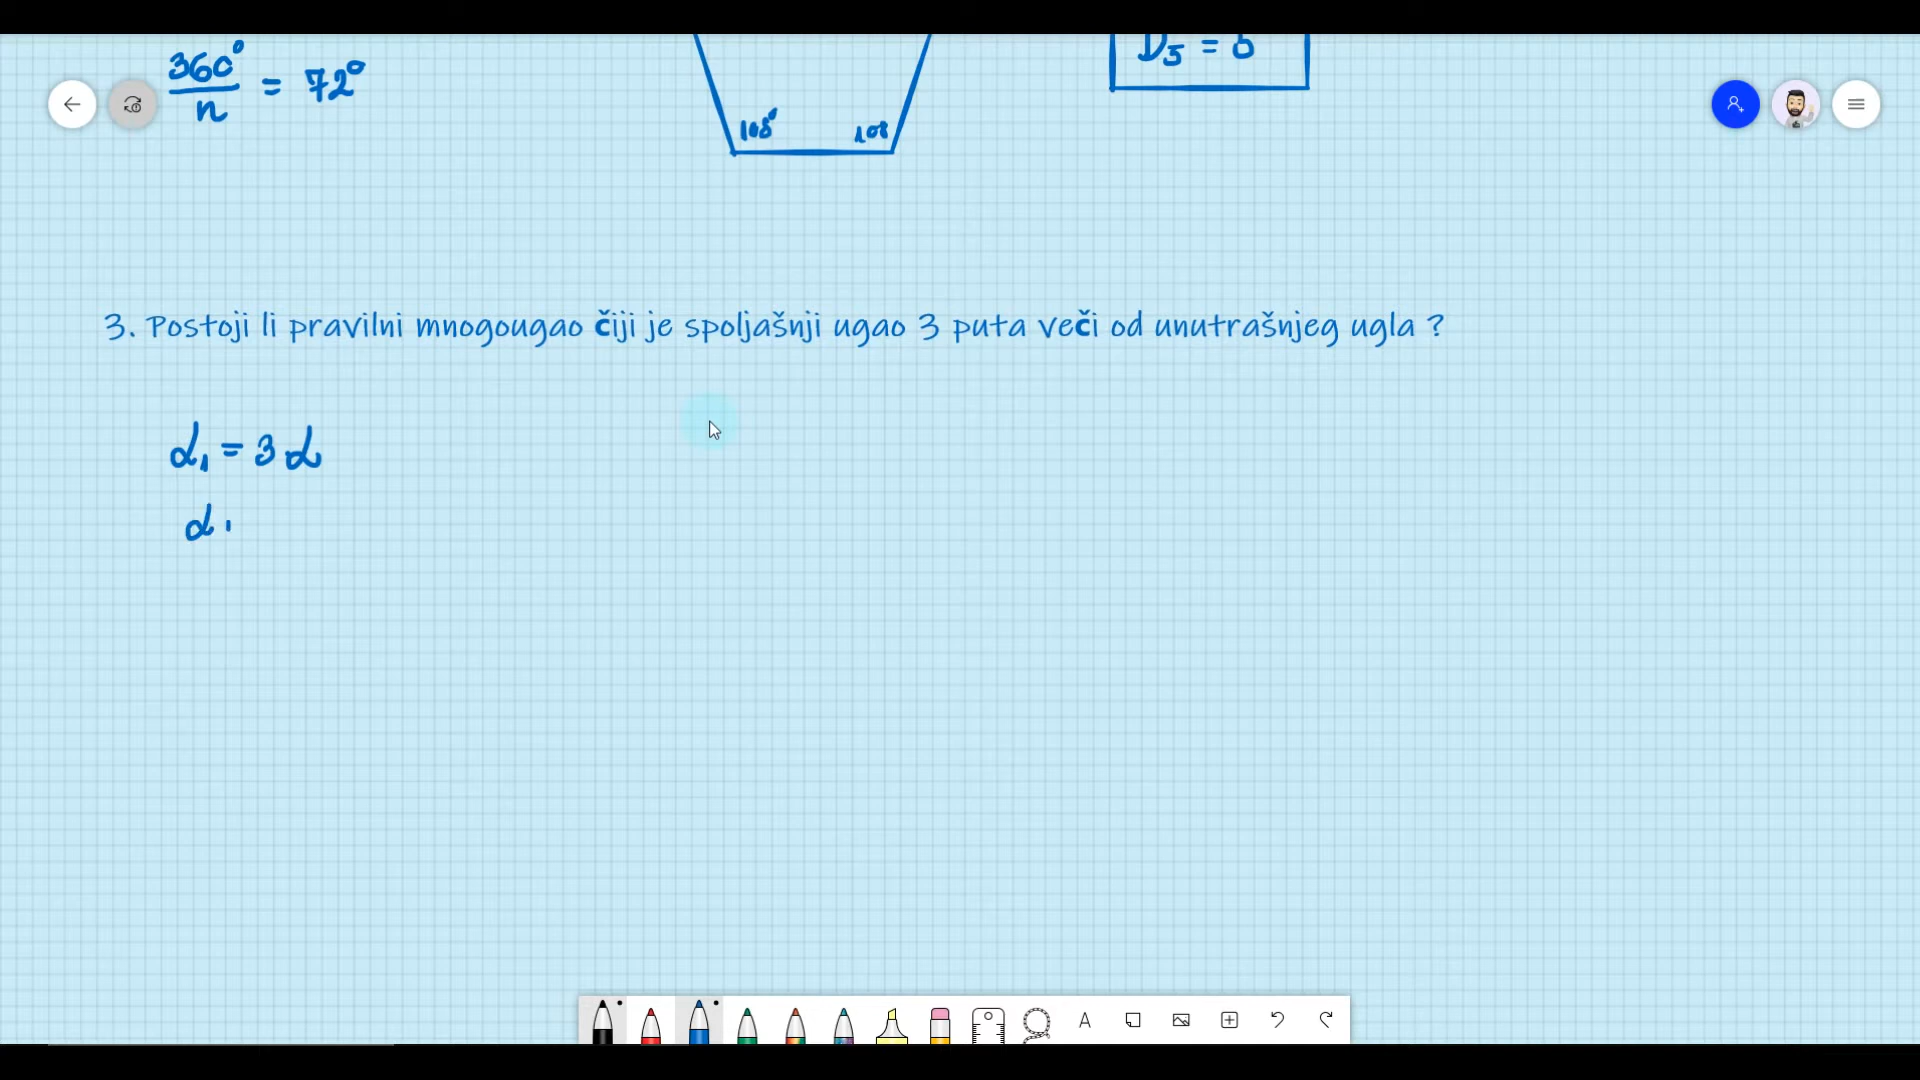 360° / n = 72°
D₅ = 5
108° 108
3. Postoji li pravilni mnogougao čiji je spoljašnji ugao 3 puta veči od unutrašnjeg ugla ?
α₁ = 3α
α
A